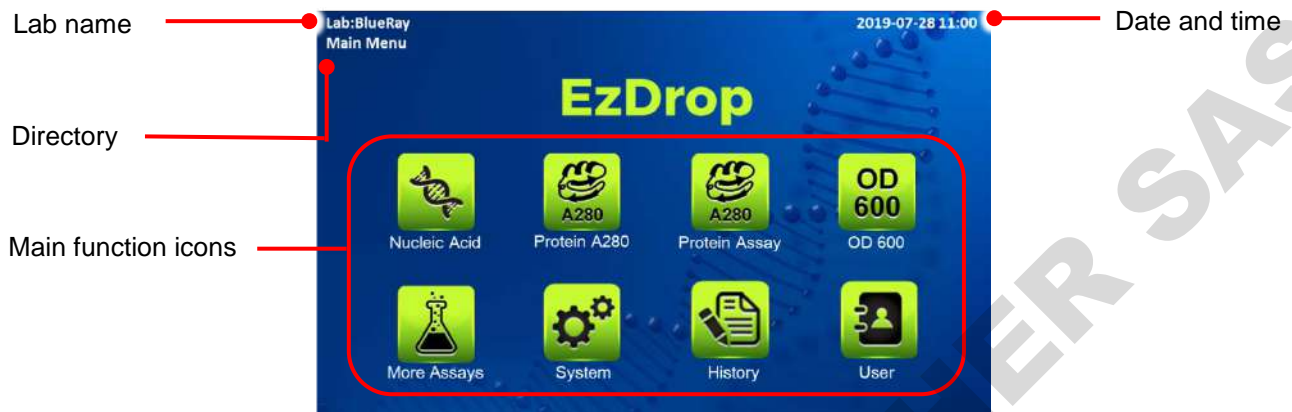 Lab name
Lab:BlueRay
2019-07-28 11:00
Date and time
Main Menu
EzDrop
Directory
OD
600
A280
A280
Nucleic Acid
Protein A280
Protein Assay
OD 600
Main function icons
More Assays
System
History
User